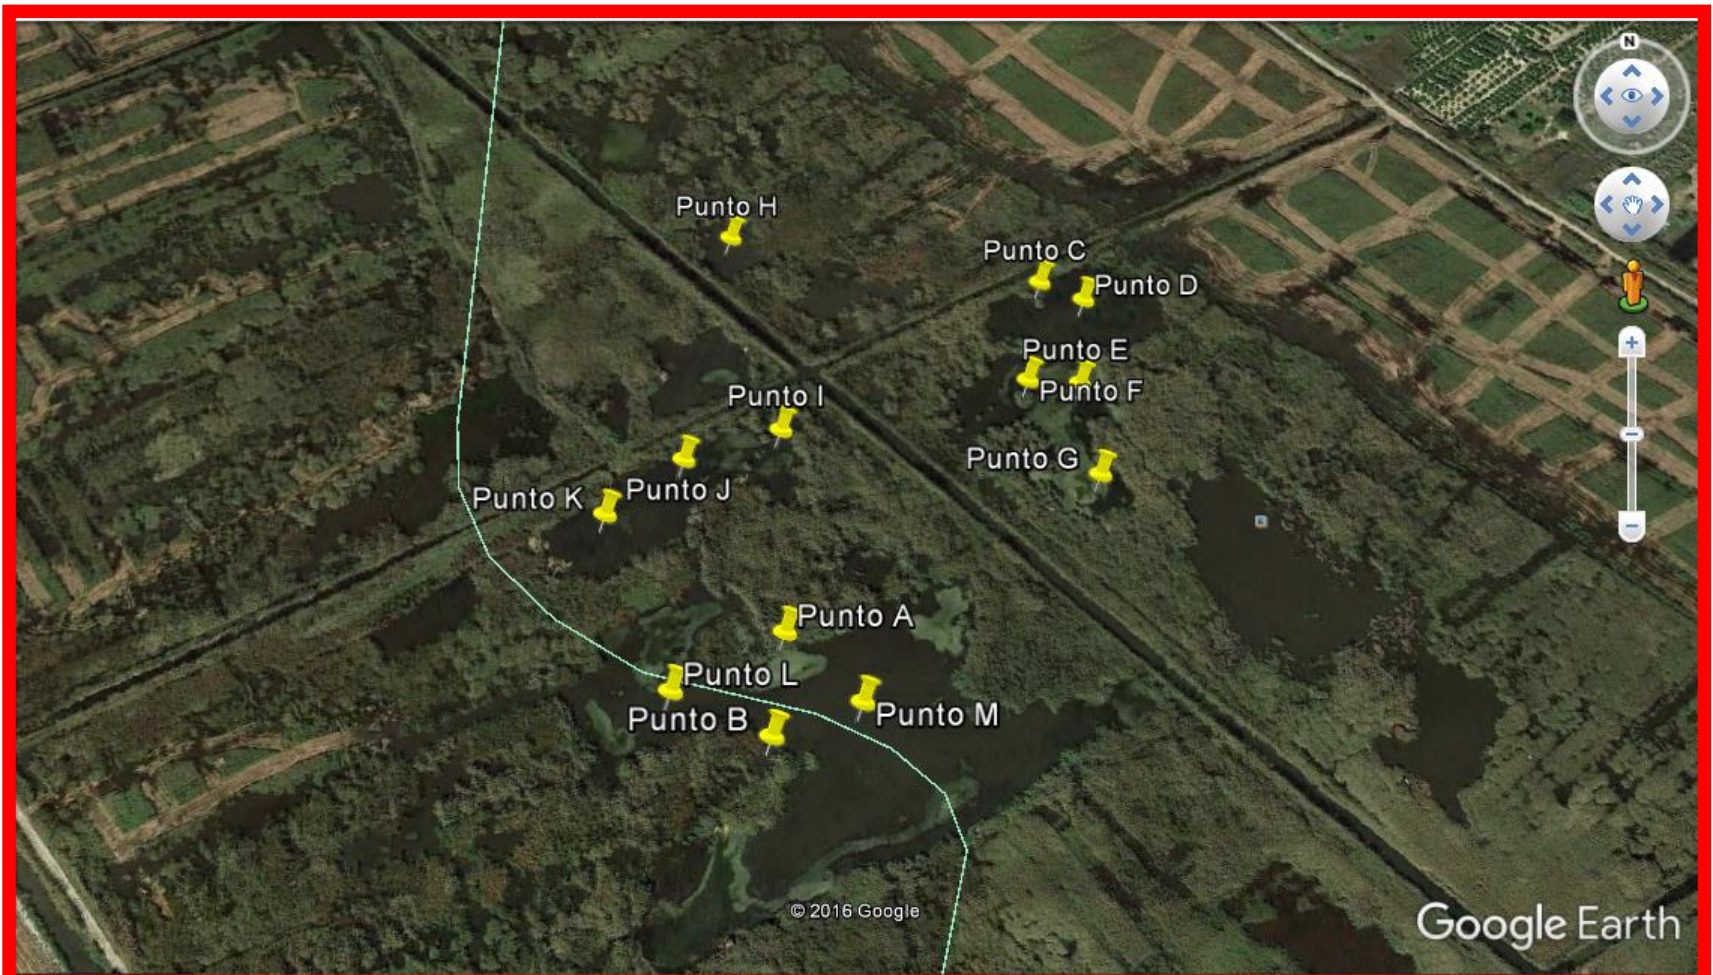 N
Punto H
Punto C
Punto D
Punto E
Punto F
Punto I
Punto G
Punto J
Punto K
Punto A
Punto L
Punto B
Punto M
© 2016 Google
Google Earth